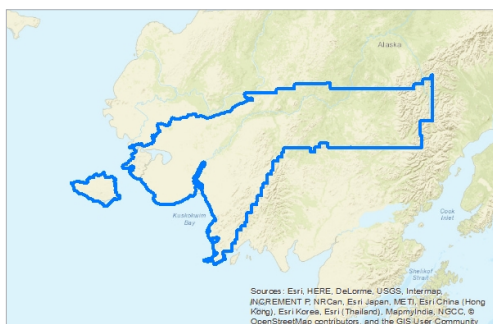 Alaska
Kuskokwim
Bay
Cook
Inlet
Shelikof
Strait
Sources: Esri, HERE, DeLorme, USGS, Intermap,
INCREMENT P, NRCan, Esri Japan, METI, Esri China (Hong
Kong), Esri Korea, Esri (Thailand), MapmyIndia, NGCC, ©
OpenStreetMap contributors, and the GIS User Community